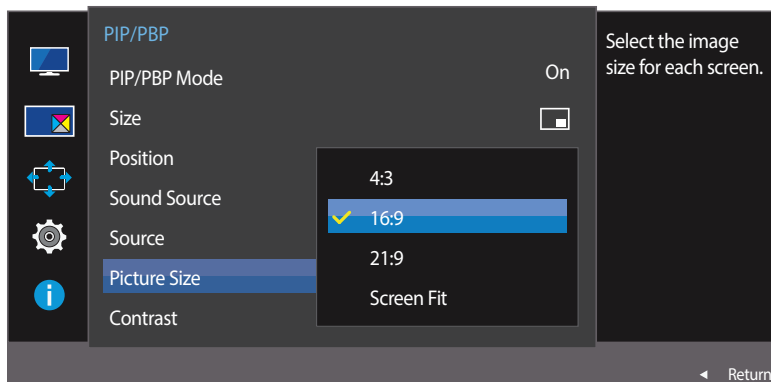 PIP/PBP
PIP/PBP Mode On
Size
Position
Sound Source
Source
Picture Size
Contrast
4:3
16:9
21:9
Screen Fit
Select the image
size for each screen.
Return